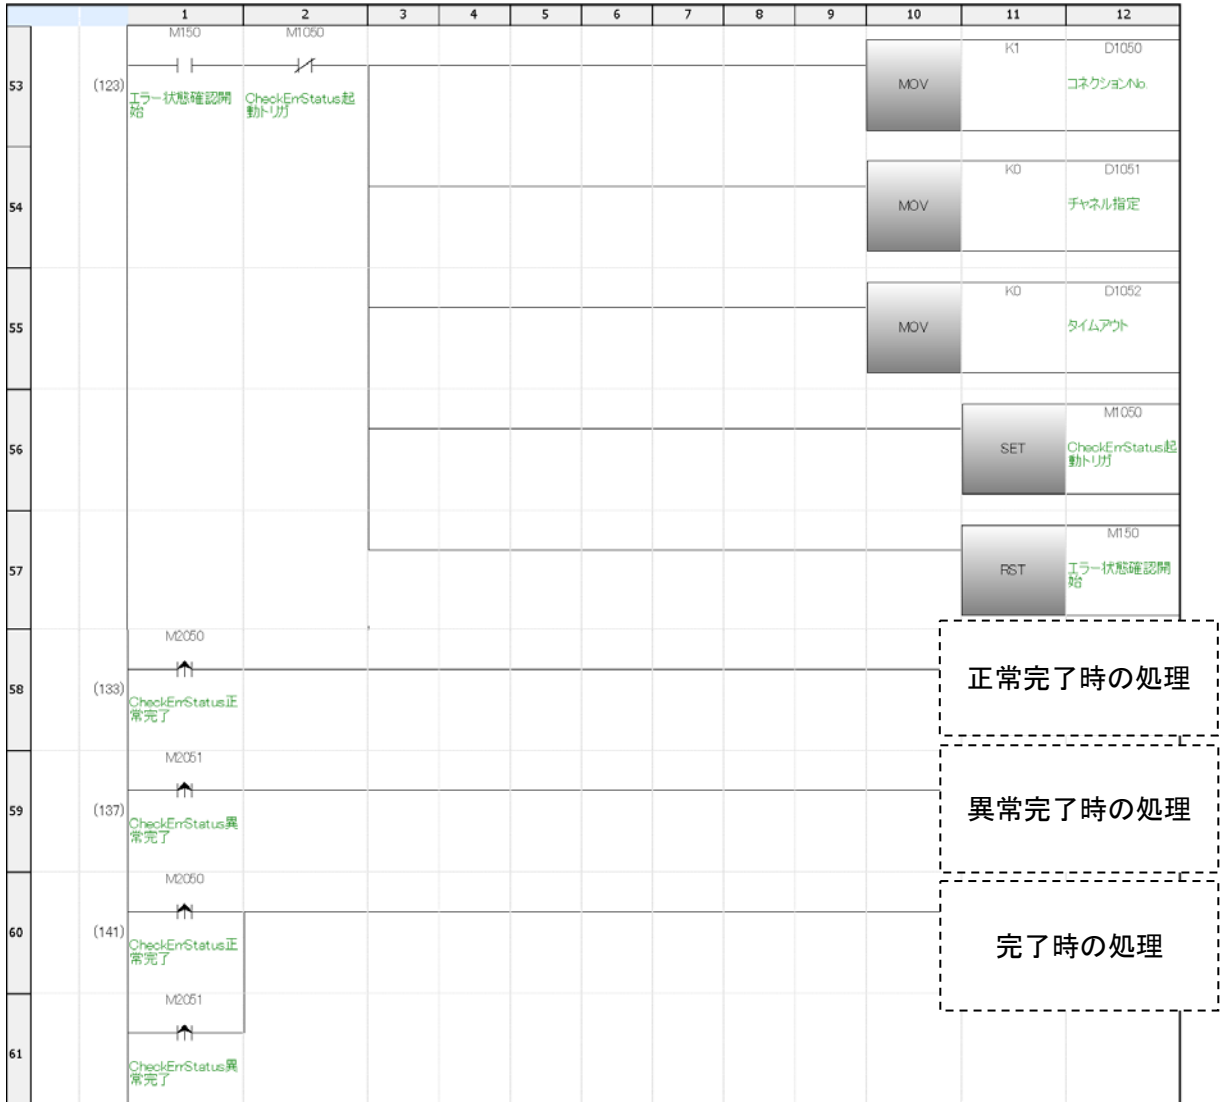 1 2 3 4 5 6 7 8 9 10 11 12
M150 M1050
K1 D1050
53 (123) MOV コネクションNo.
エラー状態確認開 CheckErrStatus起
始 動トリガ
K0 D1051
54 MOV チャネル指定
K0 D1052
55 MOV タイムアウト
M1050
56 SET CheckErrStatus起
動トリガ
M150
57 RST エラー状態確認開
始
M2050
58 (133) 正常完了時の処理
CheckErrStatus正
常完了
M2051
59 (137) 異常完了時の処理
CheckErrStatus異
常完了
M2050
60 (141) 完了時の処理
CheckErrStatus正
常完了
M2051
61
CheckErrStatus異
常完了